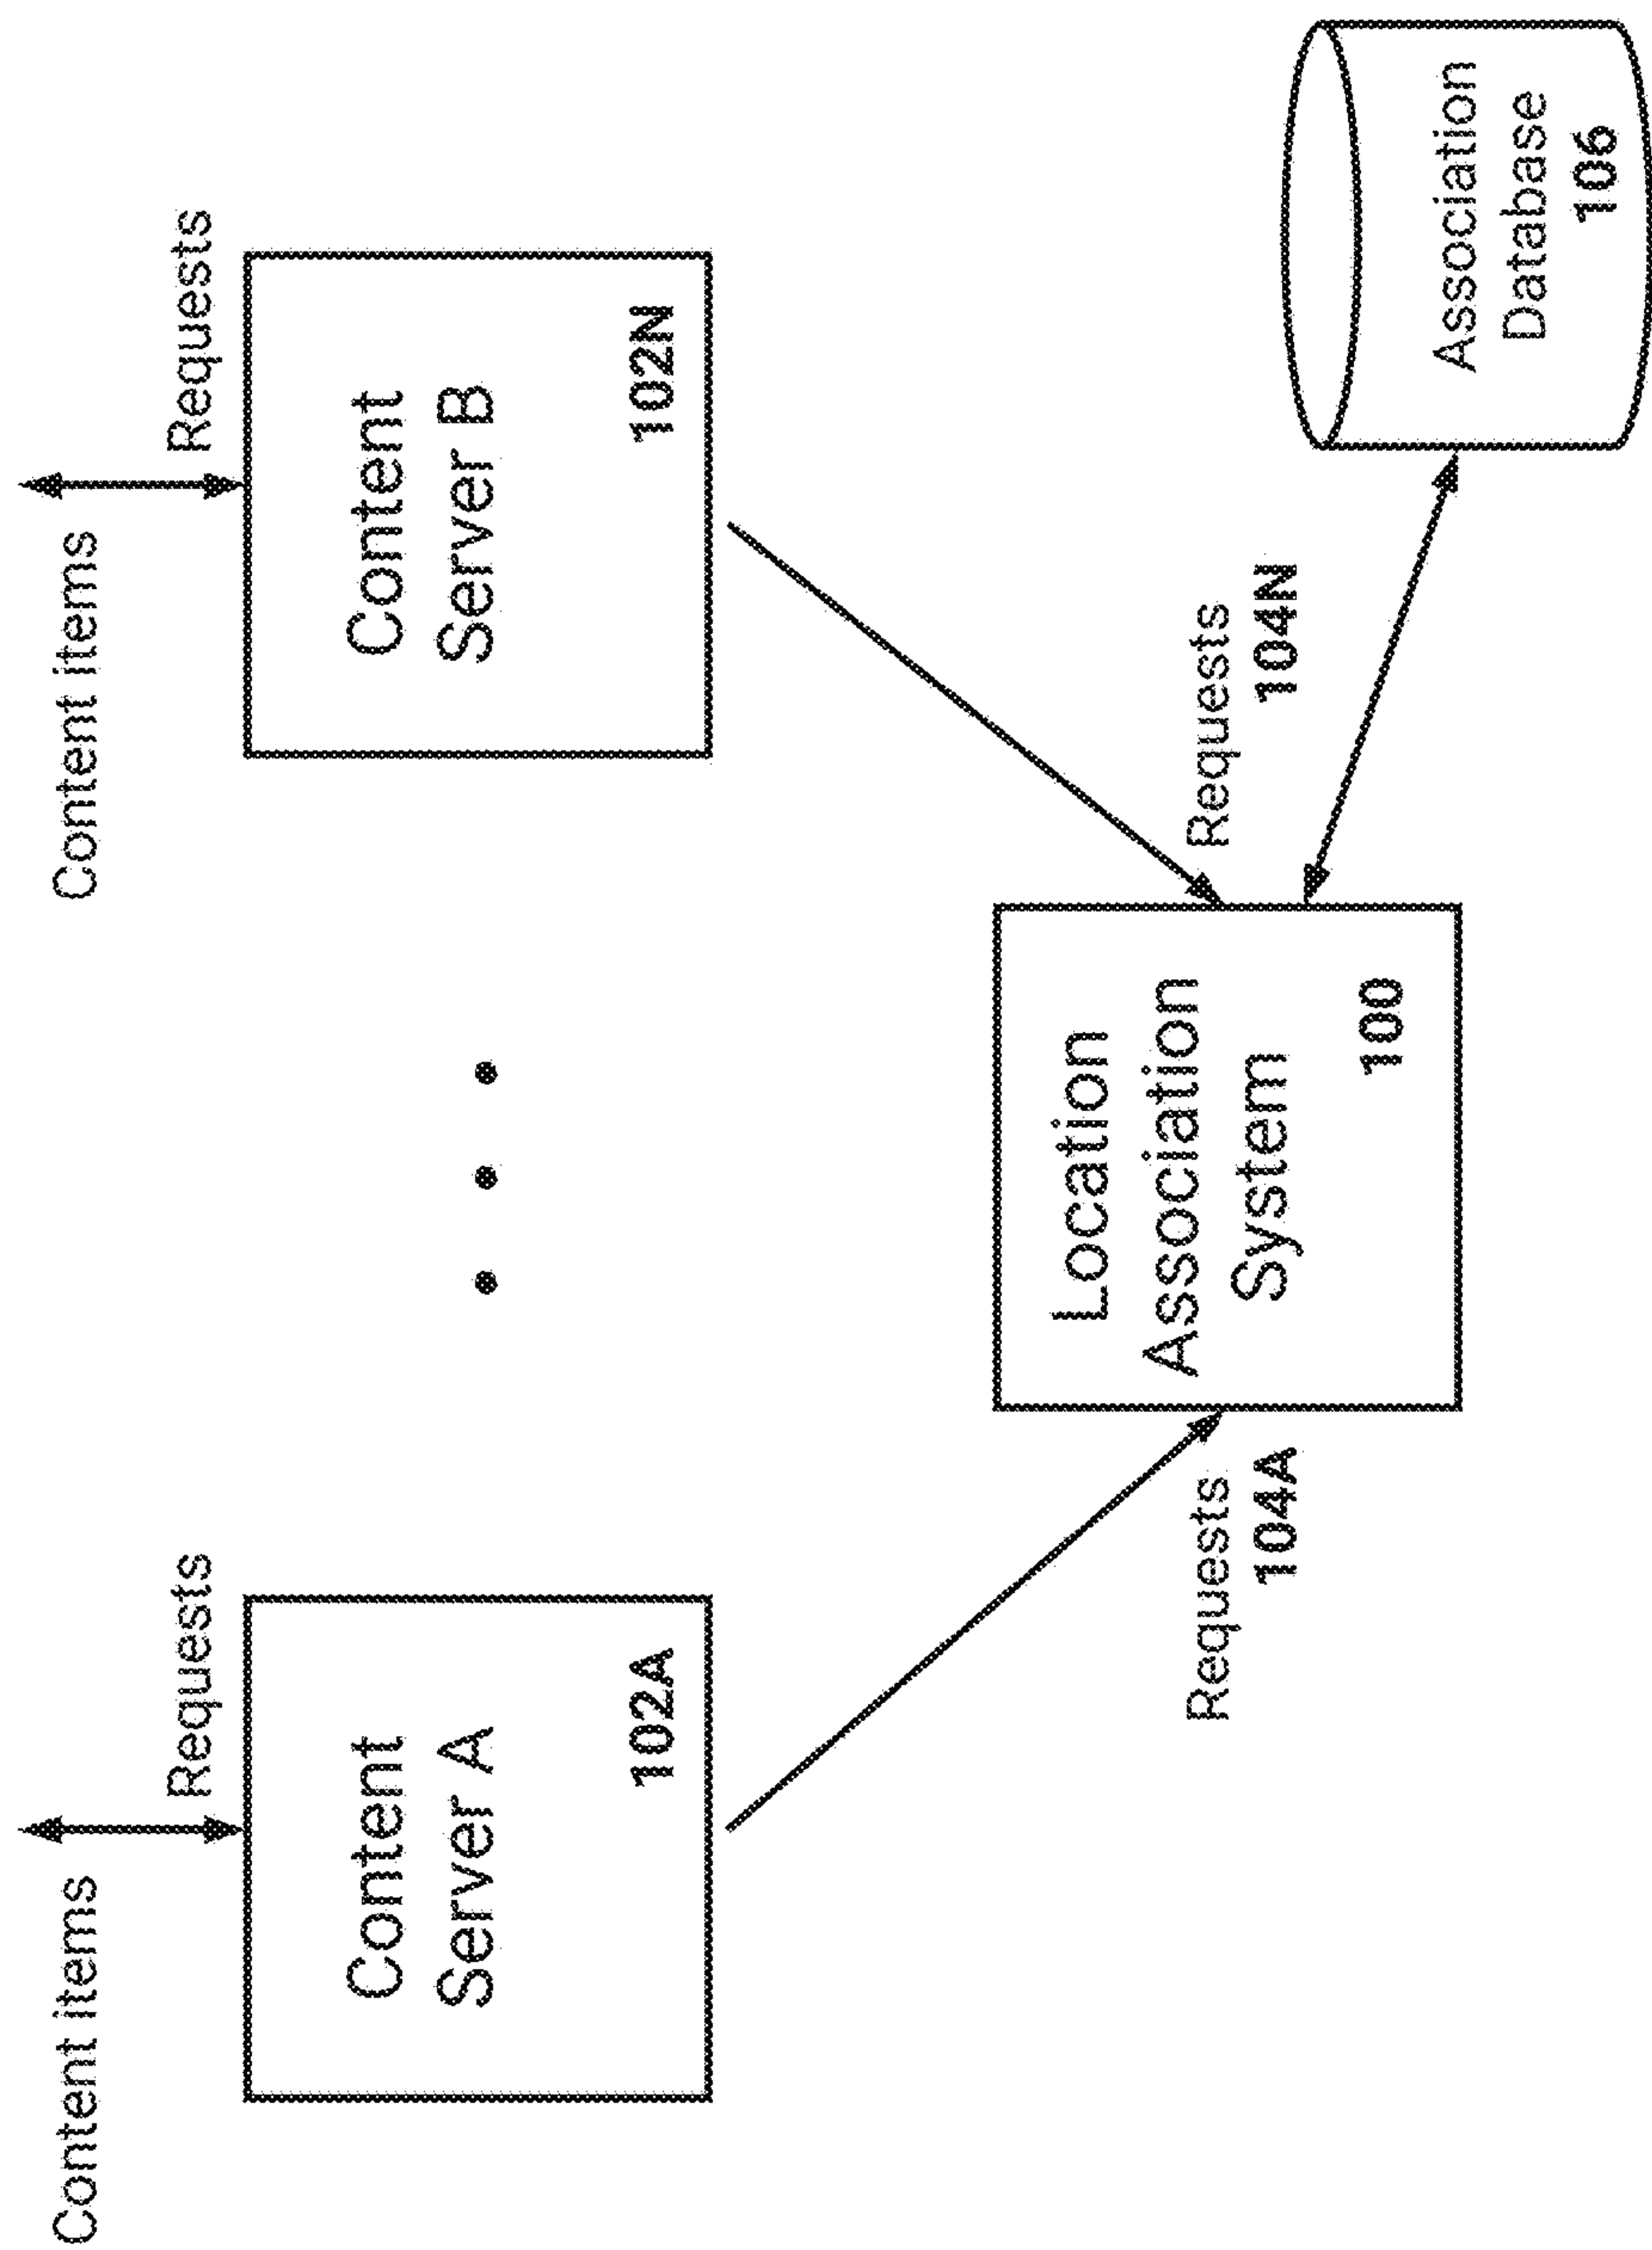 Content items
Requests
Content
Server A
102A
Content items
Requests
Content
Server B
102N
Requests
104A
Location
Association
System
100
Requests
104N
Association
Database
106